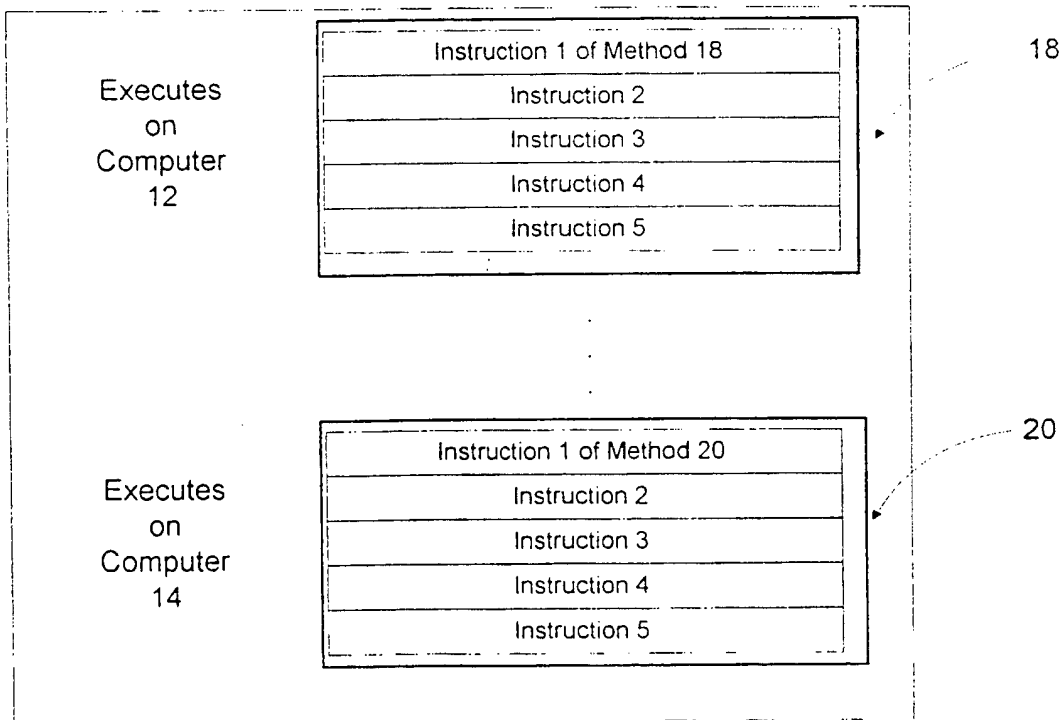 Instruction 1 of Method 18
18
Executes
on
Computer
12
Instruction 2
Instruction 3
Instruction 4
Instruction 5
Instruction 1 of Method 20
20
Executes
on
Computer
14
Instruction 2
Instruction 3
Instruction 4
Instruction 5